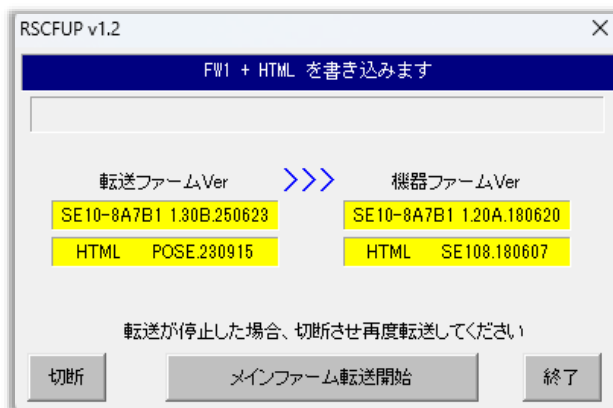 RSCFUP v1.2
FW1 + HTML を書き込みます
転送ファームVer >>> 機器ファームVer
SE10-8A7B1 1.30B.250623 SE10-8A7B1 1.20A.180620
HTML POSE.230915 HTML SE108.180607
転送が停止した場合、切断させ再度転送してください
切断 メインファーム転送開始 終了